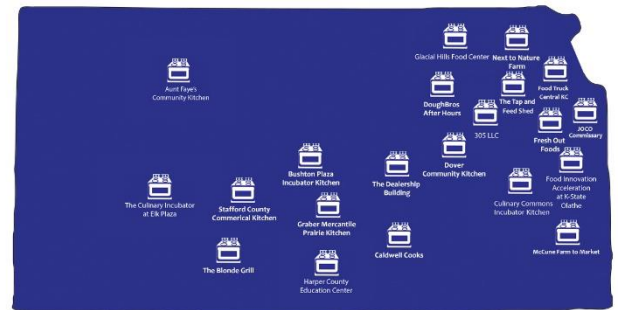 Glacial Hills Food Center
Next to Nature
Farm
Aunt Faye's
Community Kitchen
Food Truck
Central KC
DoughBros
After Hours
The Tap and
Feed Shed
305 LLC
JOCO
Commissary
Fresh Out
Foods
Bushton Plaza
Incubator Kitchen
Dover
Community Kitchen
The Dealership
Building
Food Innovation
Acceleration
at K-State
Olathe
The Culinary Incubator
at Elk Plaza
Stafford County
Commerical Kitchen
Culinary Commons
Incubator Kitchen
Graber Mercantile
Prairie Kitchen
Caldwell Cooks
McCune Farm to Market
The Blonde Grill
Harper County
Education Center